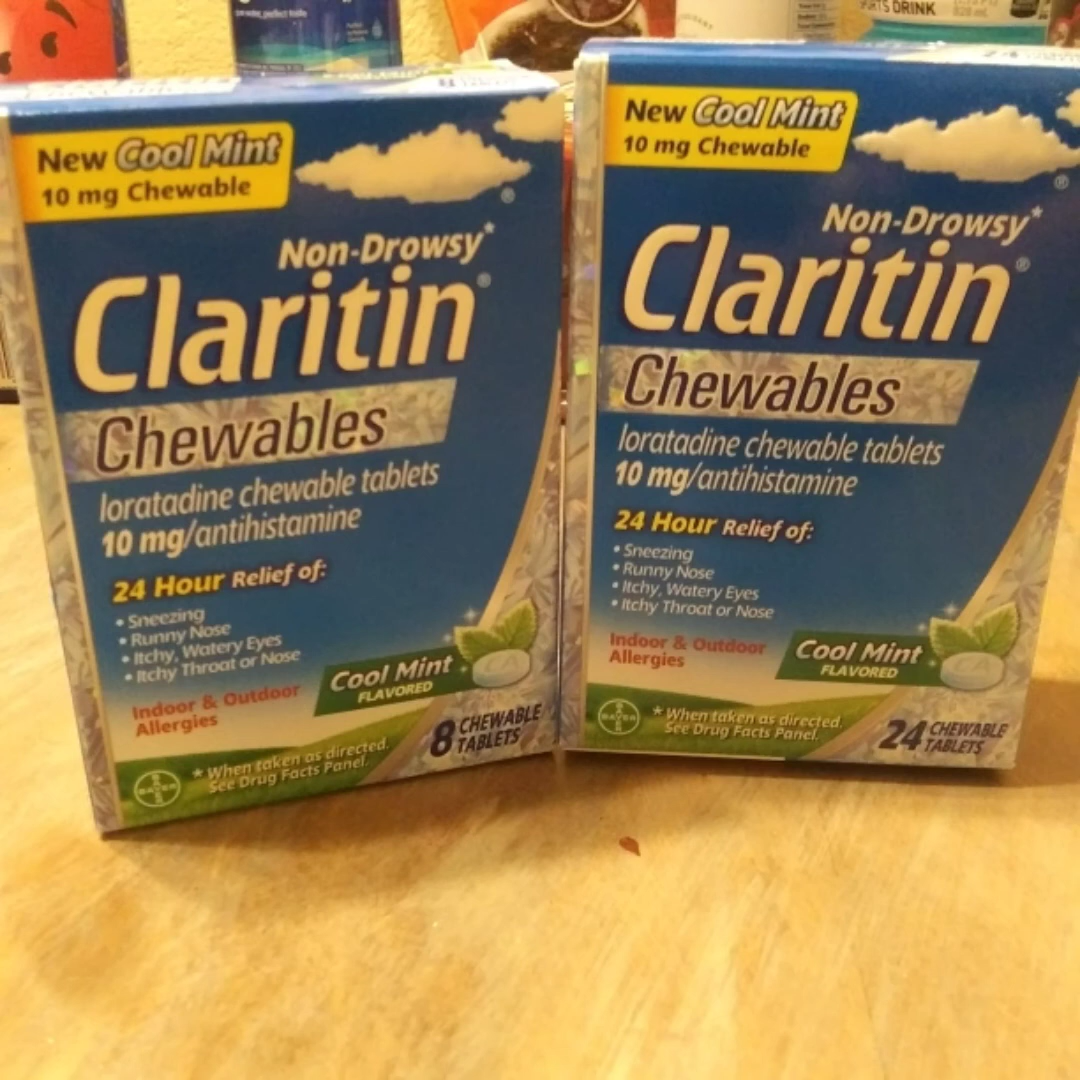 SPORTS DRINK
New Cool Mint
10 mg Chewable
Non-Drowsy*
Claritin®
Chewables
loratadine chewable tablets
10 mg/antihistamine
24 Hour Relief of:
• Sneezing
• Runny Nose
• Itchy, Watery Eyes
• Itchy Throat or Nose
Indoor & Outdoor
Allergies
Cool Mint
FLAVORED
* When taken as directed.
See Drug Facts Panel.
8 CHEWABLE
TABLETS
BAYER
New Cool Mint
10 mg Chewable
Non-Drowsy*
Claritin®
Chewables
loratadine chewable tablets
10 mg/antihistamine
24 Hour Relief of:
• Sneezing
• Runny Nose
• Itchy, Watery Eyes
• Itchy Throat or Nose
Indoor & Outdoor
Allergies
Cool Mint
FLAVORED
* When taken as directed.
See Drug Facts Panel.
24 CHEWABLE
TABLETS
BAYER